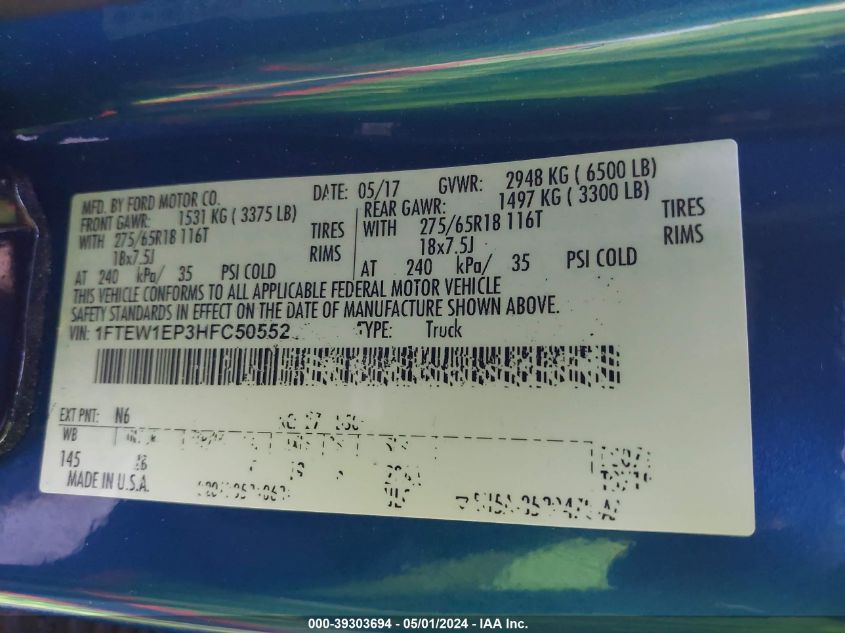 MFD. BY FORD MOTOR CO. DATE: 05/17 GVWR: 2948 KG ( 6500 LB)
FRONT GAWR: 1531 KG ( 3375 LB) REAR GAWR: 1497 KG ( 3300 LB)
WITH 275/65R18 116T TIRES WITH 275/65R18 116T TIRES
18x7.5J RIMS 18x7.5J RIMS
AT 240 kPa/ 35 PSI COLD AT 240 kPa/ 35 PSI COLD
THIS VEHICLE CONFORMS TO ALL APPLICABLE FEDERAL MOTOR VEHICLE
SAFETY STANDARDS IN EFFECT ON THE DATE OF MANUFACTURE SHOWN ABOVE.
VIN: 1FTEW1EP3HFC50552 TYPE: Truck
EXT PNT: N6
WB
145
MADE IN U.S.A.
000-39303694 - 05/01/2024 - IAA Inc.